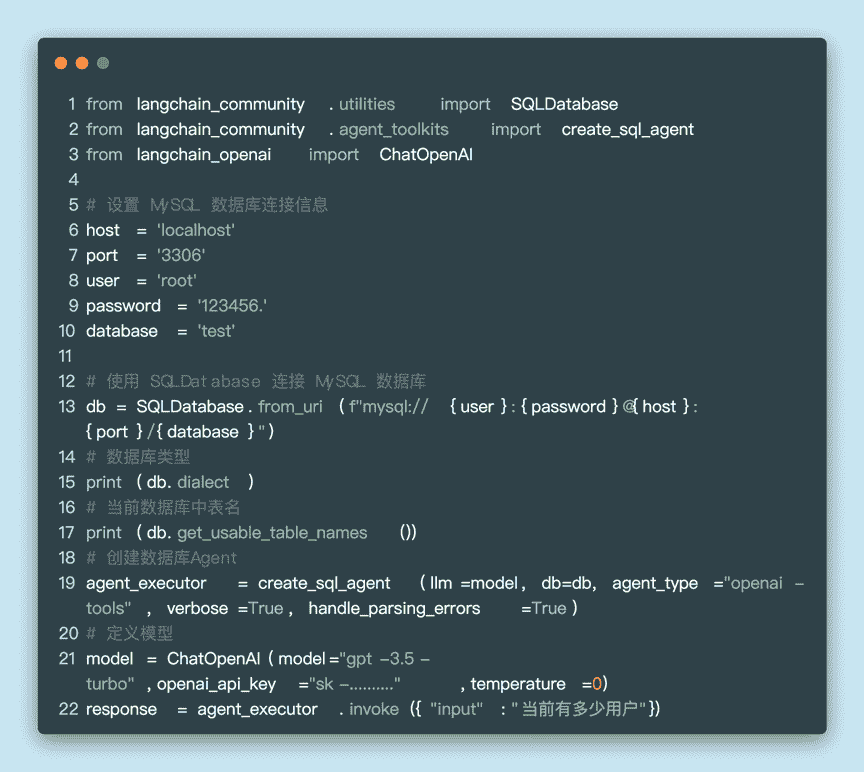 1 from langchain_community .utilities import SQLDatabase
2 from langchain_community .agent_toolkits import create_sql_agent
3 from langchain_openai import ChatOpenAI
4
5 # 设置 MySQL 数据库连接信息
6 host = 'localhost'
7 port = '3306'
8 user = 'root'
9 password = '123456.'
10 database = 'test'
11
12 # 使用 SQLDatabase 连接 MySQL 数据库
13 db = SQLDatabase.from_uri (f"mysql:// {user}:{password}@{host}:
{port}/{database}")
14 # 数据库类型
15 print (db.dialect )
16 # 当前数据库中表名
17 print (db.get_usable_table_names ())
18 # 创建数据库Agent
19 agent_executor = create_sql_agent (llm =model, db=db, agent_type ="openai -
tools" , verbose =True, handle_parsing_errors =True)
20 # 定义模型
21 model = ChatOpenAI (model="gpt -3.5 -
turbo" ,openai_api_key ="sk -.........." ,temperature =0)
22 response = agent_executor .invoke ({ "input" :"当前有多少用户"})